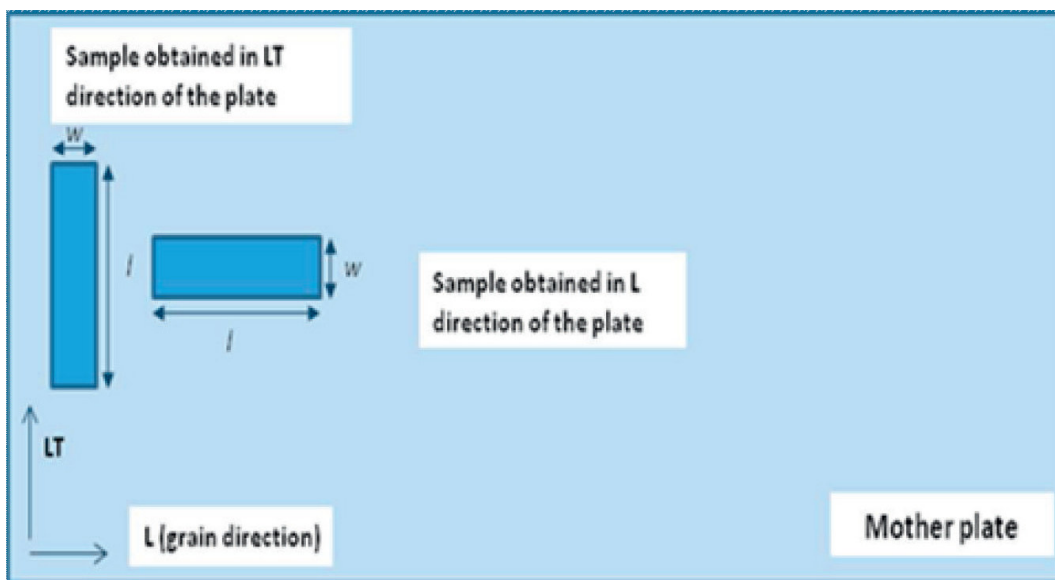 Sample obtained in LT
direction of the plate
w
l
w
l
Sample obtained in L
direction of the plate
LT
L (grain direction)
Mother plate